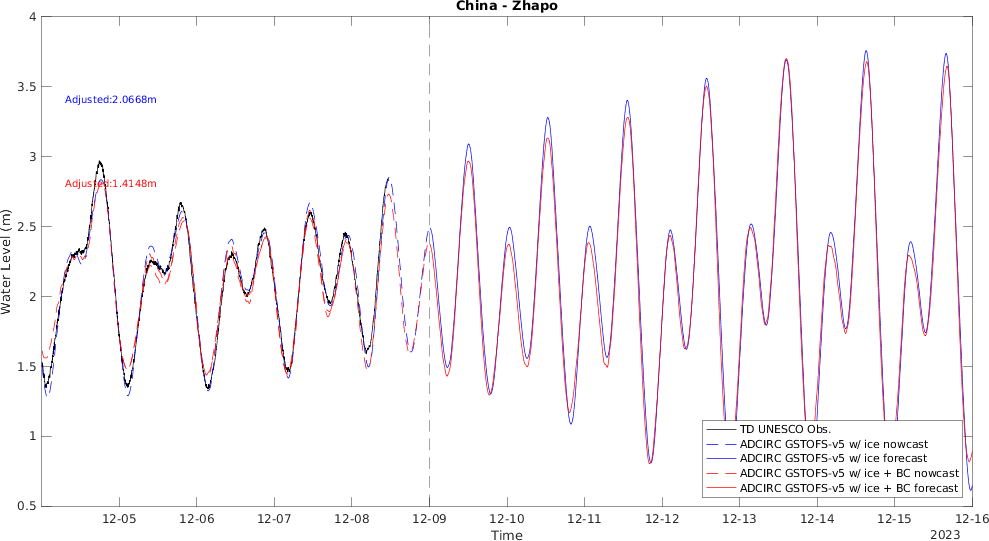 China - Zhapo
4
3.5
3
2.5
2
1.5
1
0.5
Water Level (m)
Adjusted:2.0668m
Adjusted:1.4148m
TD UNESCO Obs.
ADCIRC GSTOFS-v5 w/ ice nowcast
ADCIRC GSTOFS-v5 w/ ice forecast
ADCIRC GSTOFS-v5 w/ ice + BC nowcast
ADCIRC GSTOFS-v5 w/ ice + BC forecast
12-05 12-06 12-07 12-08 12-09 12-10 12-11 12-12 12-13 12-14 12-15 12-16
Time
2023